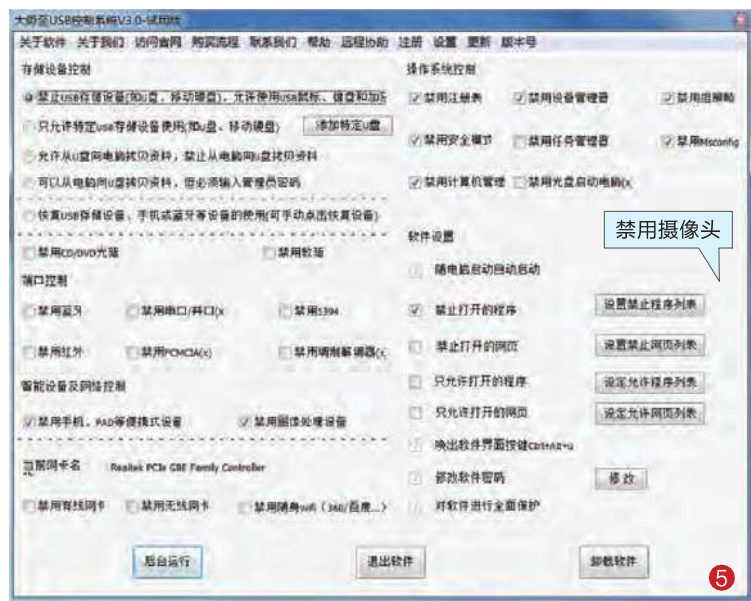 大师至USB控制系统V3.0-试用版
关于软件 关于我们 访问官网 购买流程 联系我们 帮助 远程协助 注册 设置 更新 版本号
存储设备控制
禁止USB存储设备(如U盘、移动硬盘), 允许使用USB鼠标、键盘和加密
只允许特定USB存储设备使用(如U盘、移动硬盘) 添加特定U盘
允许从U盘向电脑拷贝资料, 禁止从电脑向U盘拷贝资料
可以从电脑向U盘拷贝资料, 但必须输入管理员密码
恢复USB存储设备、手机或蓝牙等设备的使用(可手动点击恢复设备)
禁用CD/DVD光驱 禁用软驱
端口控制
禁用蓝牙 禁用串口/并口(X 禁用1394
禁用红外 禁用PCMCIA(X) 禁用调制解调器(X
智能设备及网络控制
禁用手机、PAD等便携式设备 禁用图像处理设备
当前网卡名 Realtek PCIe GBE Family Controller
禁用有线网卡 禁用无线网卡 禁用随身wifi (360/百度...)
操作系统控制
禁用注册表 禁用设备管理器 禁用组策略
禁用安全模式 禁用任务管理器 禁用Msconfig
禁用计算机管理 禁用光盘启动电脑(X
禁用摄像头
软件设置
随电脑启动自动启动
禁止打开的程序 设置禁止程序列表
禁止打开的网页 设置禁止网页列表
只允许打开的程序 设定允许程序列表
只允许打开的网页 设定允许网页列表
唤出软件界面按键Ctrl+Alt+U
修改软件密码 修改
对软件进行全面保护
后台运行 退出软件 卸载软件
5